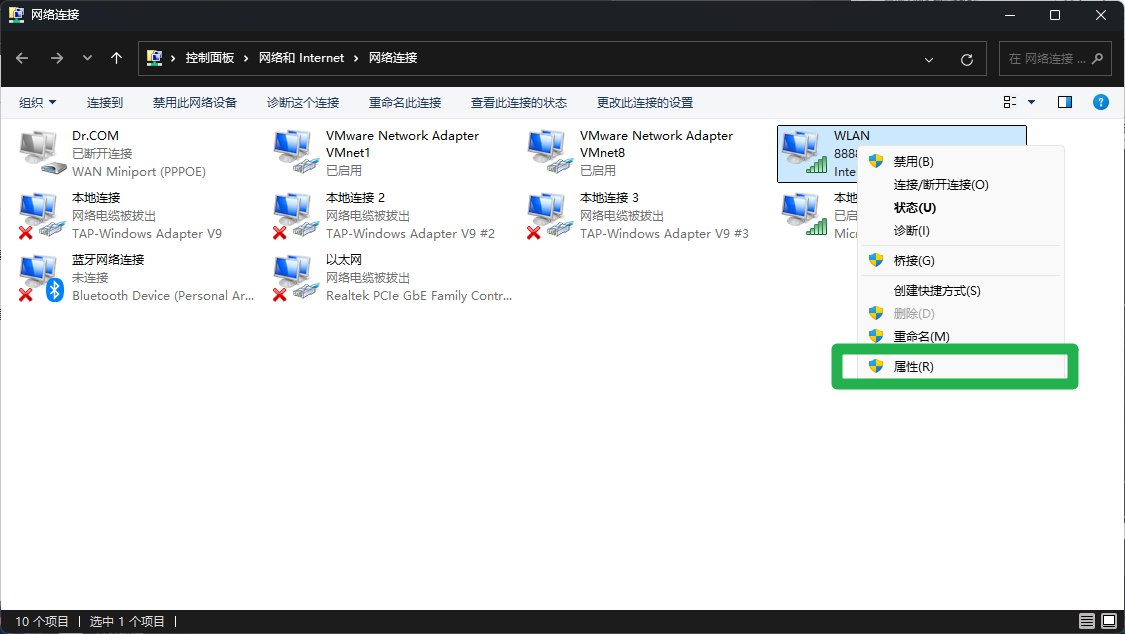 网络连接
控制面板 › 网络和 Internet › 网络连接
在 网络连接 ...
组织 连接到 禁用此网络设备 诊断这个连接 重命名此连接 查看此连接的状态 更改此连接的设置
Dr.COM
已断开连接
WAN Miniport (PPPOE)
VMware Network Adapter
VMnet1
已启用
VMware Network Adapter
VMnet8
已启用
WLAN
8888
Inte
本地连接
网络电缆被拔出
TAP-Windows Adapter V9
本地连接 2
网络电缆被拔出
TAP-Windows Adapter V9 #2
本地连接 3
网络电缆被拔出
TAP-Windows Adapter V9 #3
本地
已启
Micr
蓝牙网络连接
未连接
Bluetooth Device (Personal Ar...
以太网
网络电缆被拔出
Realtek PCIe GbE Family Contr...
禁用(B)
连接/断开连接(O)
状态(U)
诊断(I)
桥接(G)
创建快捷方式(S)
删除(D)
重命名(M)
属性(R)
10 个项目 | 选中 1 个项目 |